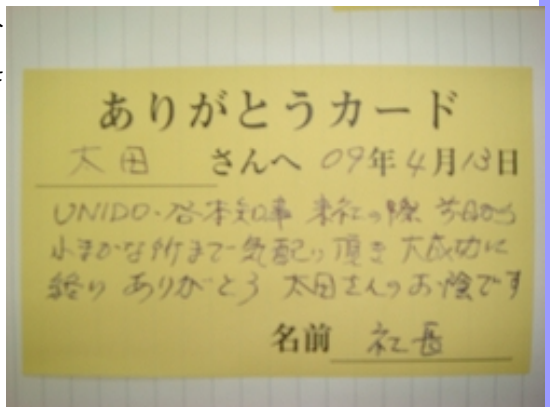 ありがとうカード
太田 さんへ 09年4月13日
UNIDO・谷本知事 来社の際 前日から
小まかな所まで気配り頂き 大成功に
終り ありがとう 太田さんのお陰です
名前 社長